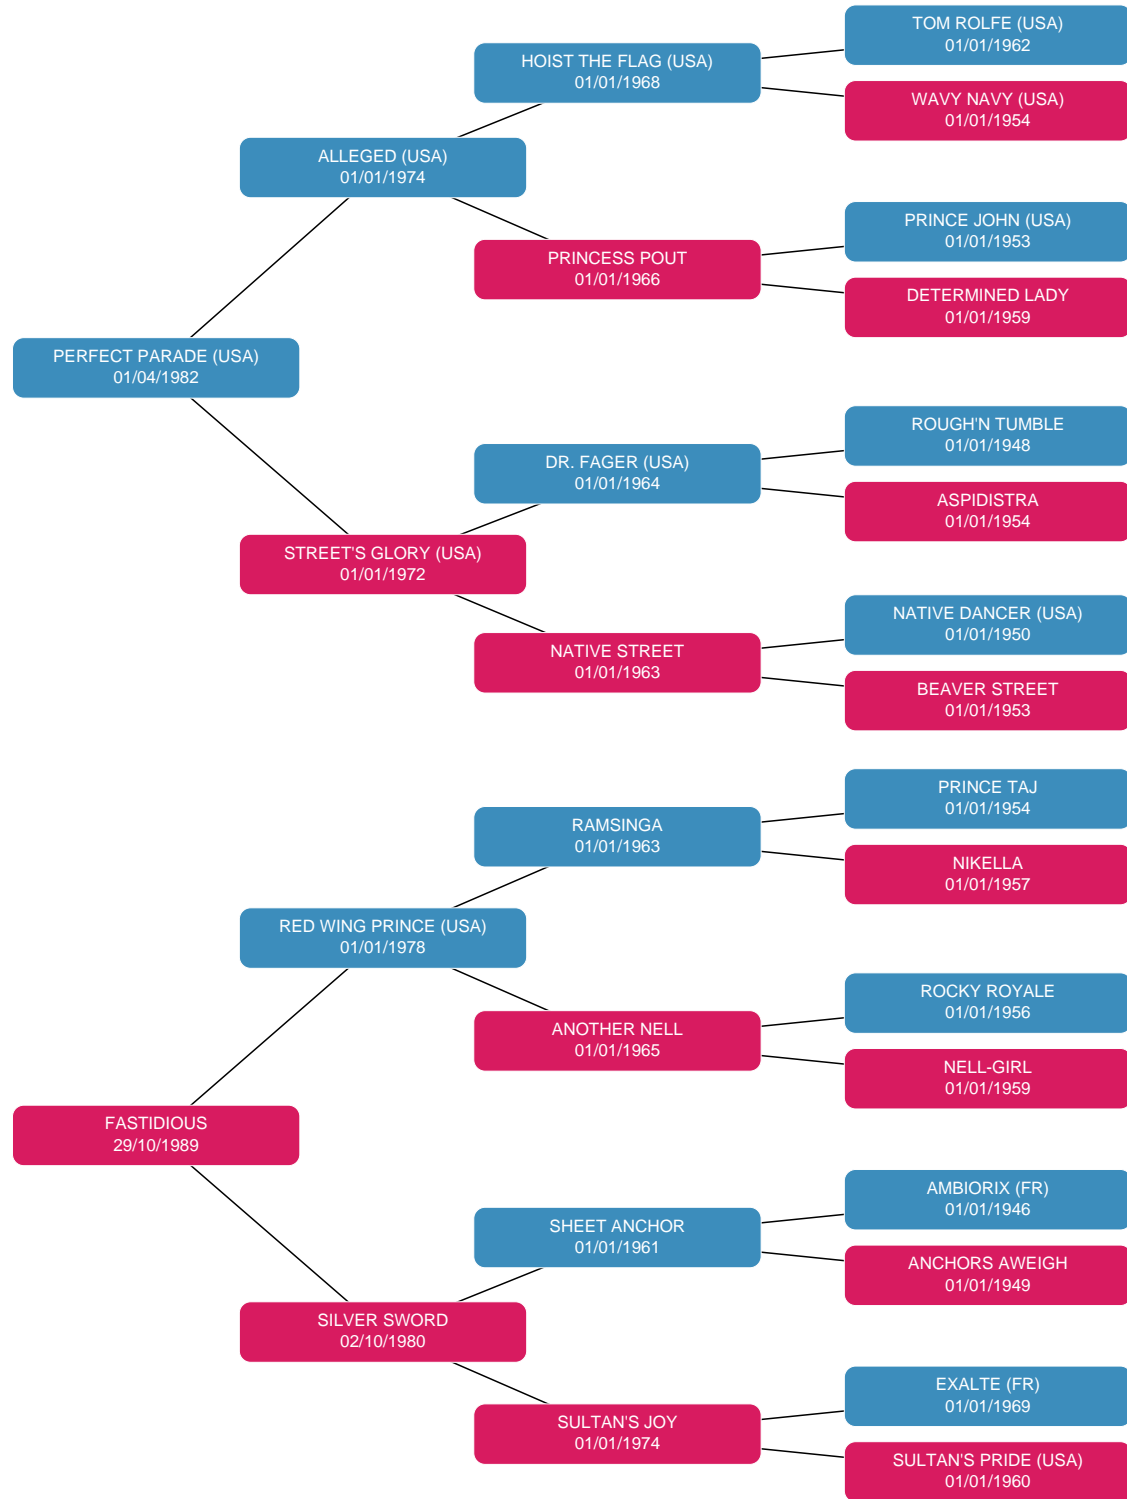 TOM ROLFE (USA)
01/01/1962
HOIST THE FLAG (USA)
01/01/1968
WAVY NAVY (USA)
01/01/1954
ALLEGED (USA)
01/01/1974
PRINCE JOHN (USA)
01/01/1953
PRINCESS POUT
01/01/1966
DETERMINED LADY
01/01/1959
PERFECT PARADE (USA)
01/04/1982
ROUGH'N TUMBLE
01/01/1948
DR. FAGER (USA)
01/01/1964
ASPIDISTRA
01/01/1954
STREET'S GLORY (USA)
01/01/1972
NATIVE DANCER (USA)
01/01/1950
NATIVE STREET
01/01/1963
BEAVER STREET
01/01/1953
PRINCE TAJ
01/01/1954
RAMSINGA
01/01/1963
NIKELLA
01/01/1957
RED WING PRINCE (USA)
01/01/1978
ROCKY ROYALE
01/01/1956
ANOTHER NELL
01/01/1965
NELL-GIRL
01/01/1959
FASTIDIOUS
29/10/1989
AMBIORIX (FR)
01/01/1946
SHEET ANCHOR
01/01/1961
ANCHORS AWEIGH
01/01/1949
SILVER SWORD
02/10/1980
EXALTE (FR)
01/01/1969
SULTAN'S JOY
01/01/1974
SULTAN'S PRIDE (USA)
01/01/1960